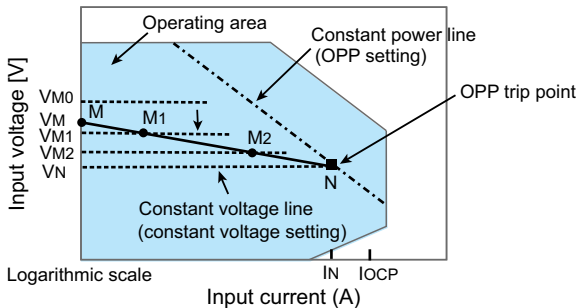 Operating area
Constant power line
(OPP setting)
OPP trip point
Input voltage [V]
VM0
VM
M
VM1
M1
VM2
M2
VN
N
Constant voltage line
(constant voltage setting)
Logarithmic scale
IN
IOCP
Input current (A)